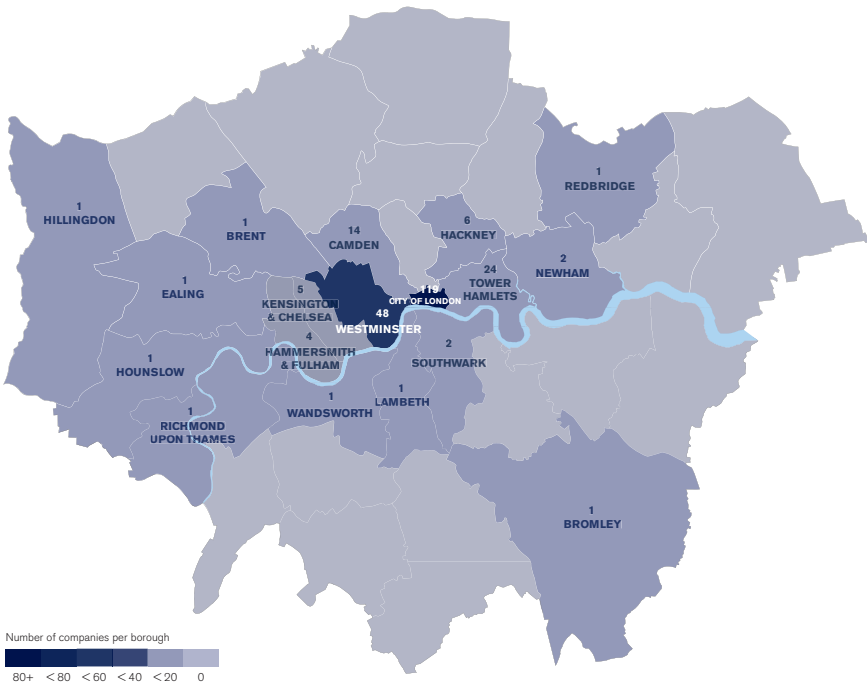 1
REDBRIDGE
1
HILLINGDON
6
HACKNEY
1
BRENT
14
CAMDEN
2
NEWHAM
24
TOWER
HAMLETS
1
EALING
5
KENSINGTON
& CHELSEA
119
CITY OF LONDON
48
WESTMINSTER
4
HAMMERSMITH
& FULHAM
2
SOUTHWARK
1
HOUNSLOW
1
LAMBETH
1
WANDSWORTH
1
RICHMOND
UPON THAMES
1
BROMLEY
Number of companies per borough
80+ <80 <60 <40 <20 0